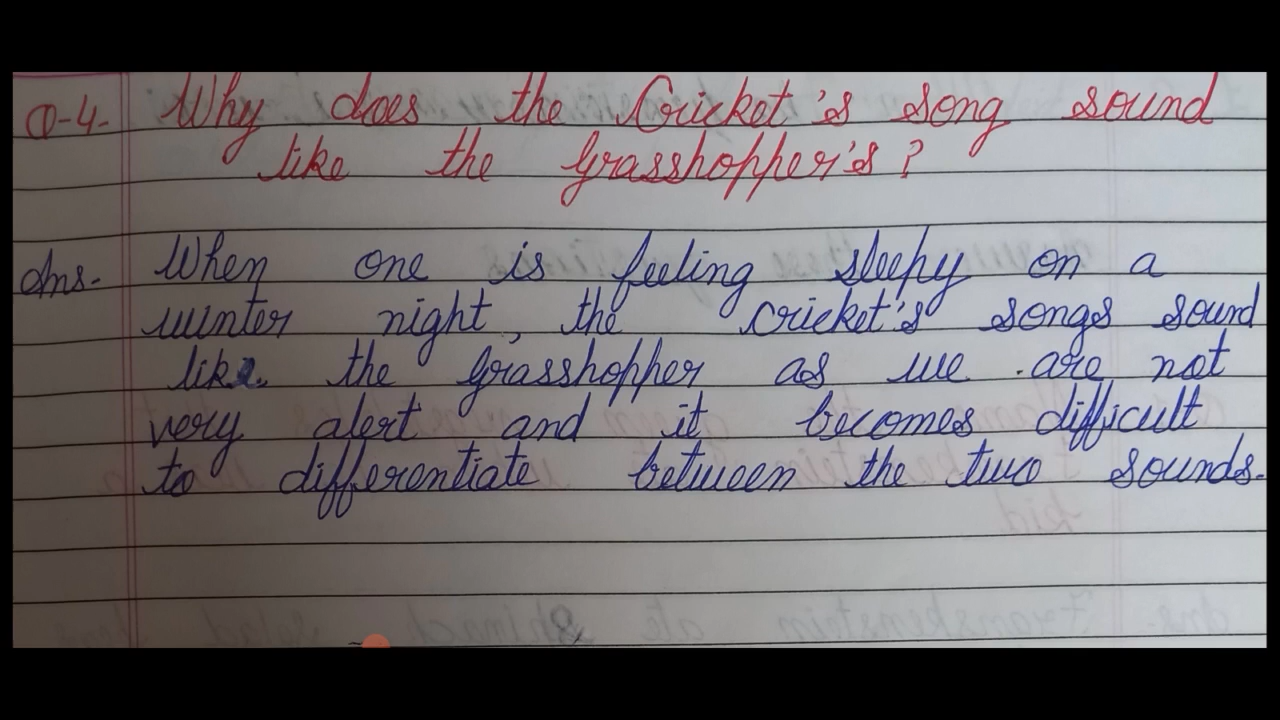 Q-4- Why does the Cricket's song sound
like the Grasshopper's?
Ans- When one is feeling sleepy on a
winter night, the cricket's songs sound
like the Grasshopper as we are not
very alert and it becomes difficult
to differentiate between the two sounds.